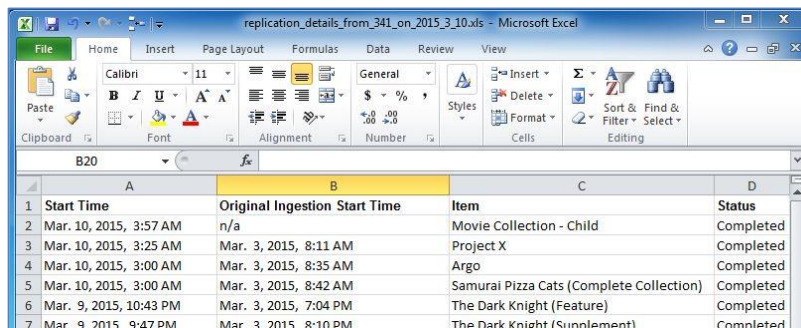 replication_details_from_341_on_2015_3_10.xls - Microsoft Excel
File Home Insert Page Layout Formulas Data Review View
Calibri 11 General Insert Σ
Paste B I U A A $ % , Styles Delete Sort & Find &
A .0 .00 .00 .0 Format Filter Select
Clipboard Font Alignment Number Cells Editing
B20 fx
A B C D
1 Start Time Original Ingestion Start Time Item Status
2 Mar. 10, 2015, 3:57 AM n/a Movie Collection - Child Completed
3 Mar. 10, 2015, 3:25 AM Mar. 3, 2015, 8:11 AM Project X Completed
4 Mar. 10, 2015, 3:00 AM Mar. 3, 2015, 8:35 AM Argo Completed
5 Mar. 10, 2015, 3:00 AM Mar. 3, 2015, 8:42 AM Samurai Pizza Cats (Complete Collection) Completed
6 Mar. 9, 2015, 10:43 PM Mar. 3, 2015, 7:04 PM The Dark Knight (Feature) Completed
7 Mar. 9, 2015, 9:47 PM Mar. 3, 2015, 8:10 PM The Dark Knight (Supplement) Completed